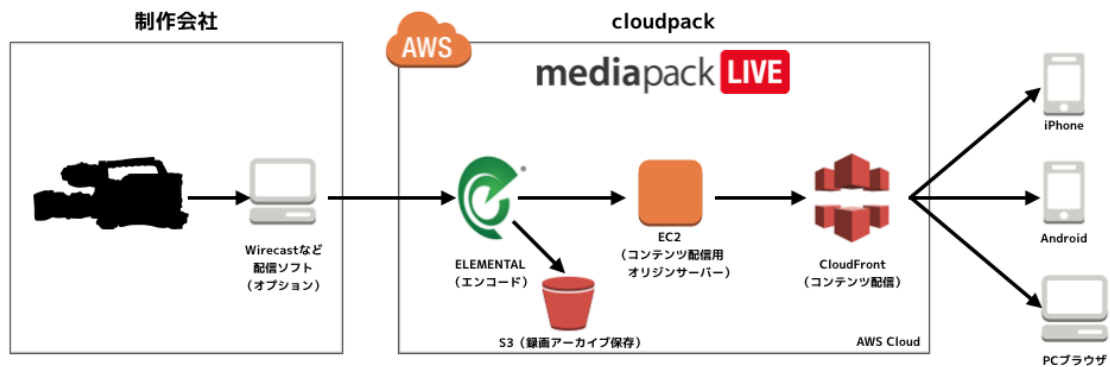 制作会社
cloudpack
AWS
mediapack LIVE
iPhone
Wirecastなど
配信ソフト
（オプション）
ELEMENTAL
（エンコード）
EC2
（コンテンツ配信用
オリジンサーバー）
CloudFront
（コンテンツ配信）
Android
S3（録画アーカイブ保存）
AWS Cloud
PCブラウザ